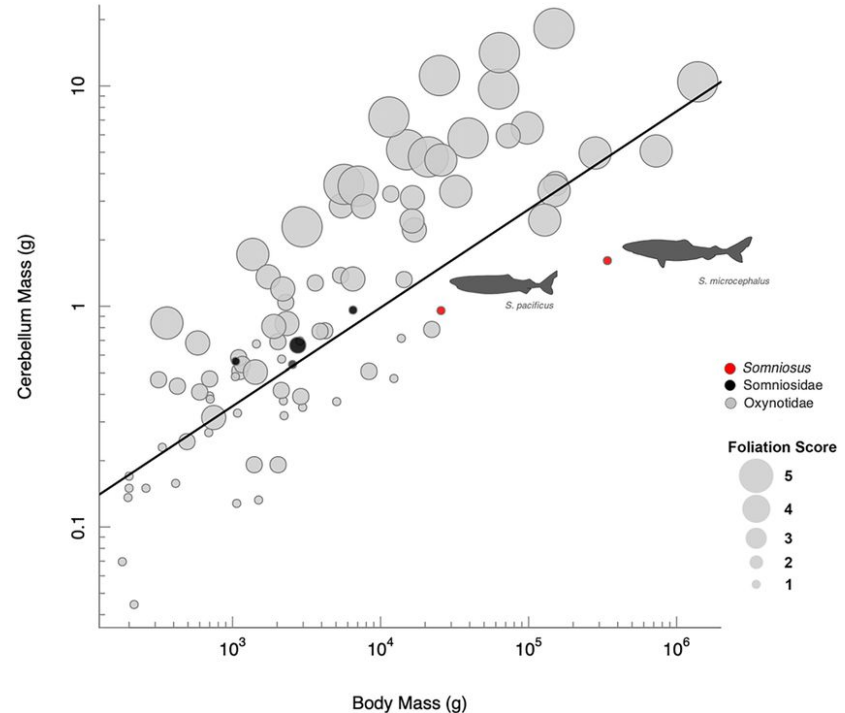 Cerebellum Mass (g)
10
1
0.1
10³
10⁴
10⁵
10⁶
Body Mass (g)
S. pacificus
S. microcephalus
Somniosus
Somniosidae
Oxynotidae
Foliation Score
5
4
3
2
1